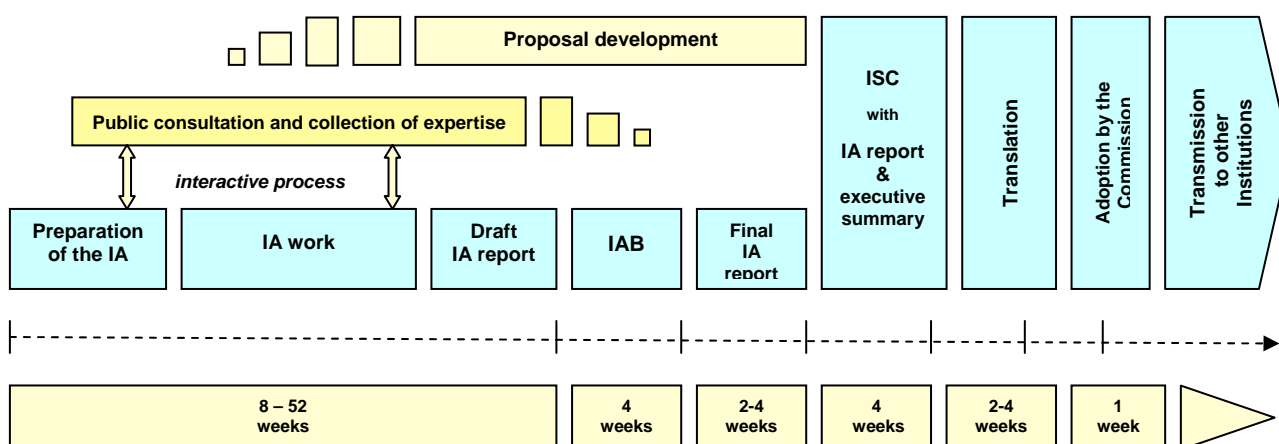 Proposal development
Public consultation and collection of expertise
interactive process
Preparation
of the IA
IA work
Draft
IA report
IAB
Final
IA
report
ISC
with
IA report
&
executive
summary
Translation
Adoption by the
Commission
Transmission
to other
Institutions
8 – 52
weeks
4
weeks
2-4
weeks
4
weeks
2-4
weeks
1
week